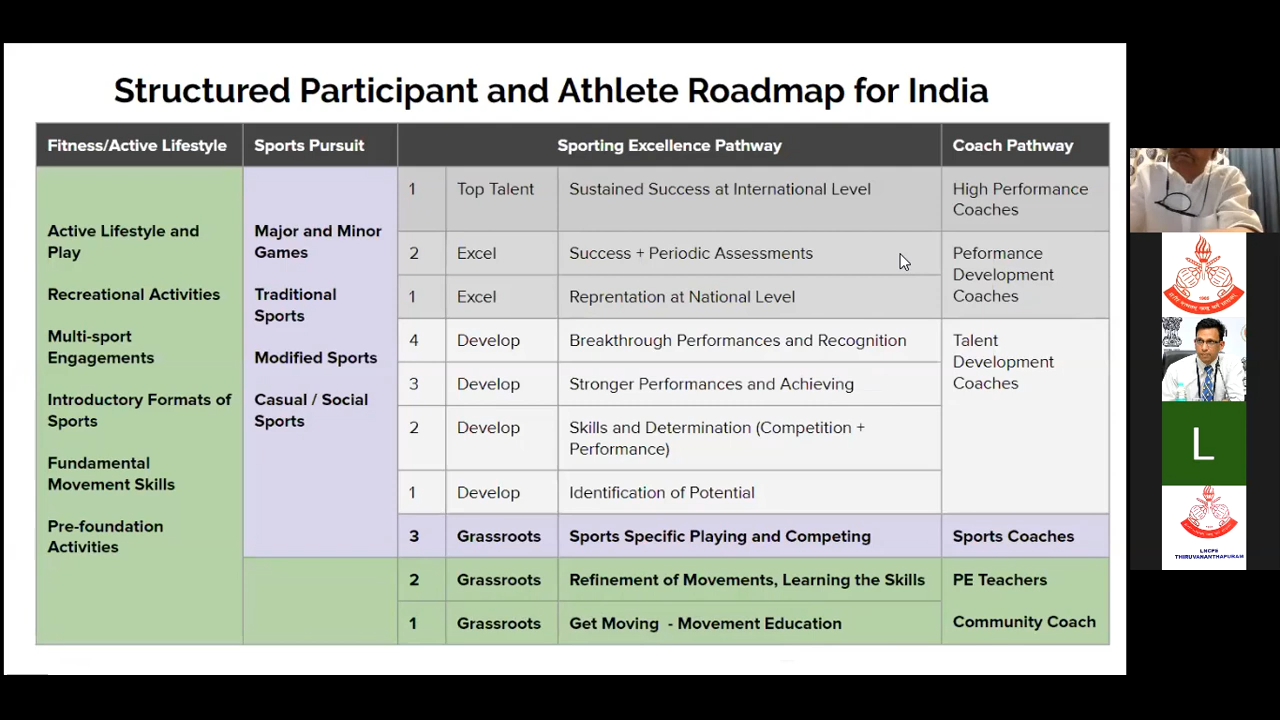 Structured Participant and Athlete Roadmap for India
Fitness/Active Lifestyle
Sports Pursuit
Sporting Excellence Pathway
Coach Pathway
Active Lifestyle and
Play
Recreational Activities
Multi-sport
Engagements
Introductory Formats of
Sports
Fundamental
Movement Skills
Pre-foundation
Activities
Major and Minor
Games
Traditional
Sports
Modified Sports
Casual / Social
Sports
1 Top Talent Sustained Success at International Level
2 Excel Success + Periodic Assessments
1 Excel Reprentation at National Level
4 Develop Breakthrough Performances and Recognition
3 Develop Stronger Performances and Achieving
2 Develop Skills and Determination (Competition +
Performance)
1 Develop Identification of Potential
3 Grassroots Sports Specific Playing and Competing
2 Grassroots Refinement of Movements, Learning the Skills
1 Grassroots Get Moving - Movement Education
High Performance
Coaches
Peformance
Development
Coaches
Talent
Development
Coaches
Sports Coaches
PE Teachers
Community Coach
1985
L
LNCPE
THIRUVANANTHAPURAM